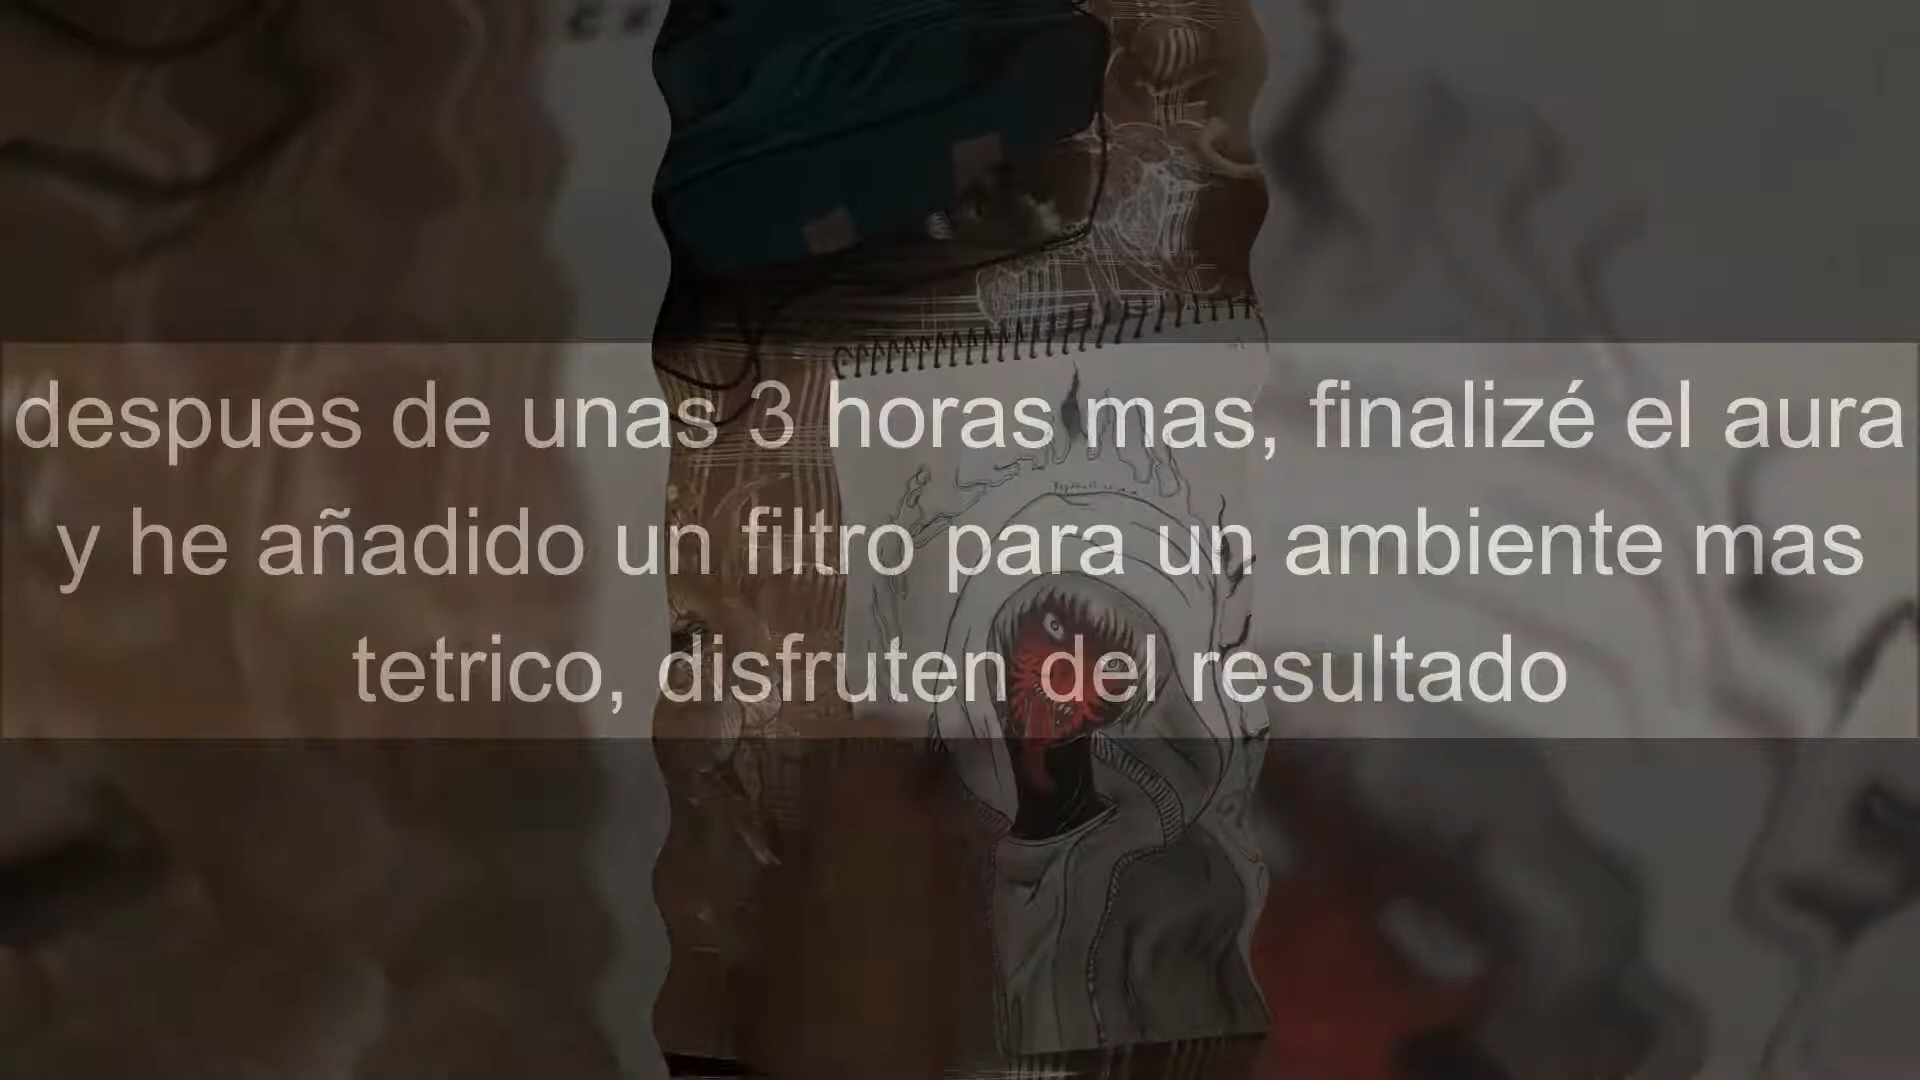 despues de unas 3 horas mas, finalizé el aura
y he añadido un filtro para un ambiente mas
tetrico, disfruten del resultado